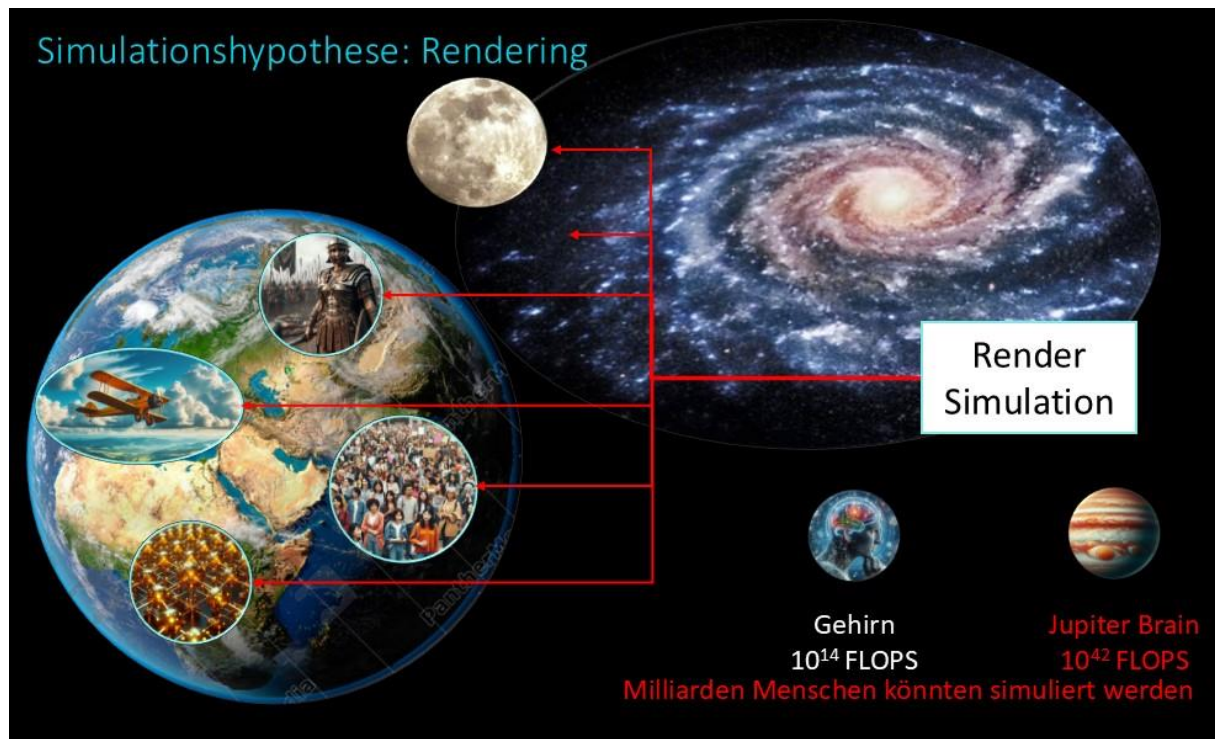 Simulationshypothese: Rendering
Render
Simulation
Gehirn
10¹⁴ FLOPS
Jupiter Brain
10⁴² FLOPS
Milliarden Menschen könnten simuliert werden